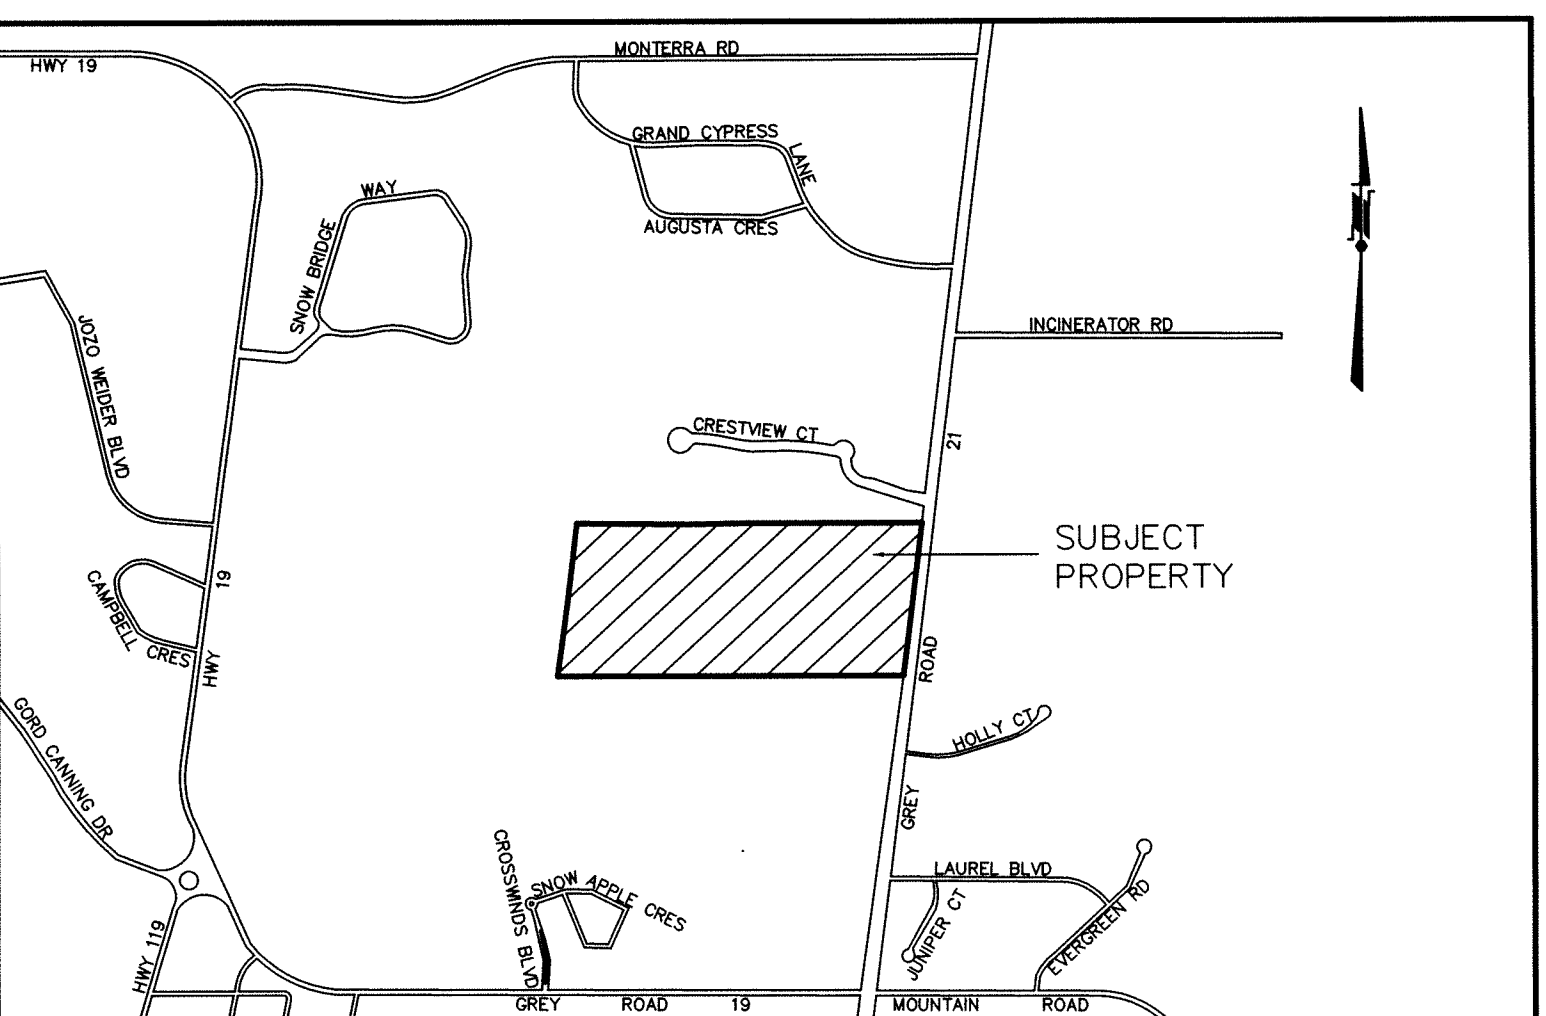 MONTERRA RD
HWY 19
GRAND CYPRESS
LANE
WAY
SNOW BRIDGE
AUGUSTA CRES
N
INCINERATOR RD
JOZO WEIDER BLVD
CRESTVIEW CT
21
SUBJECT
PROPERTY
19
CAMPBELL CRES
HWY
ROAD
GORD CANNING DR
HOLLY CT
GREY
CROSSWINDS BLVD
SNOW APPLE CRES
LAUREL BLVD
JUNIPER CT
EVERGREEN RD
HWY 119
GREY ROAD 19
MOUNTAIN ROAD